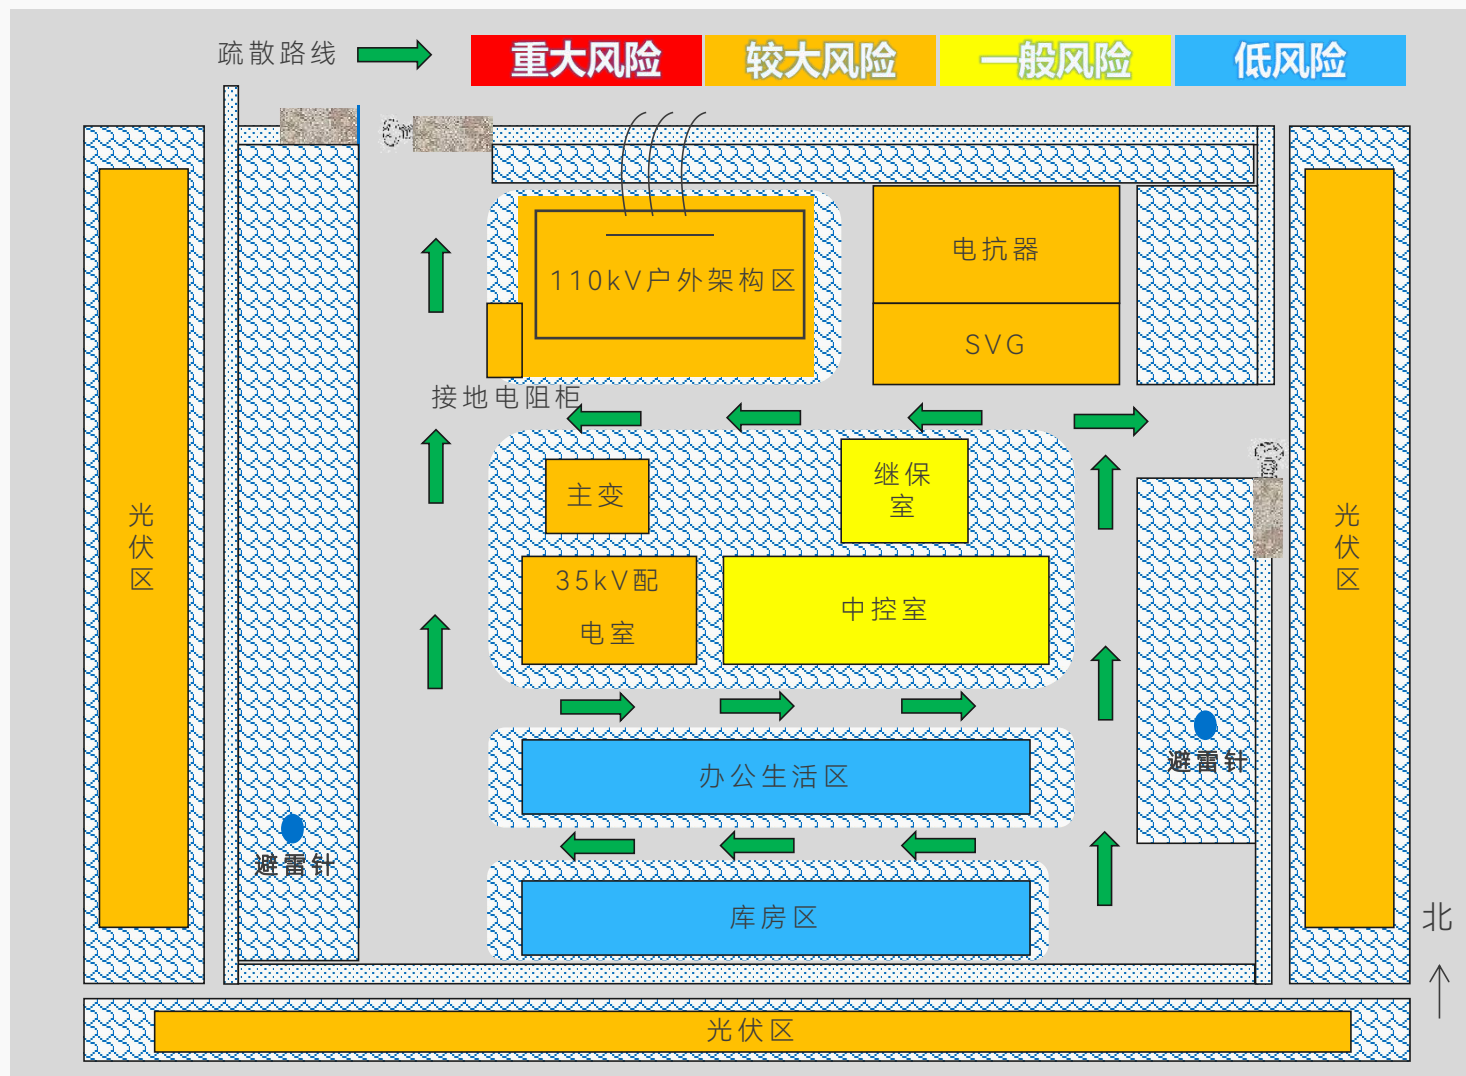 疏散路线
重大风险
较大风险
一般风险
低风险
110kV户外架构区
电抗器
SVG
接地电阻柜
主变
继保
室
35kV配
电室
中控室
光
伏
区
光
伏
区
办公生活区
避雷针
避雷针
库房区
北
光伏区